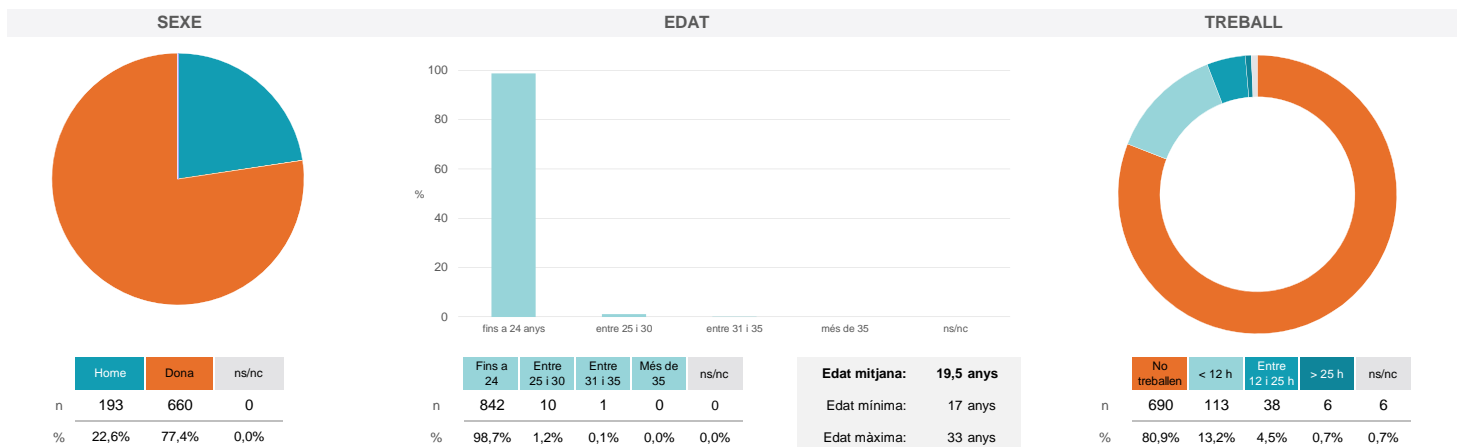 SEXE
EDAT
TREBALL
100
80
60
%
40
20
0
fins a 24 anys
entre 25 i 30
entre 31 i 35
més de 35
ns/nc
Home Dona ns/nc
n 193 660 0
% 22,6% 77,4% 0,0%
Fins a 24 Entre 25 i 30 Entre 31 i 35 Més de 35 ns/nc
n 842 10 1 0 0
% 98,7% 1,2% 0,1% 0,0% 0,0%
Edat mitjana: 19,5 anys
Edat mínima: 17 anys
Edat màxima: 33 anys
No treballen < 12 h Entre 12 i 25 h > 25 h ns/nc
n 690 113 38 6 6
% 80,9% 13,2% 4,5% 0,7% 0,7%